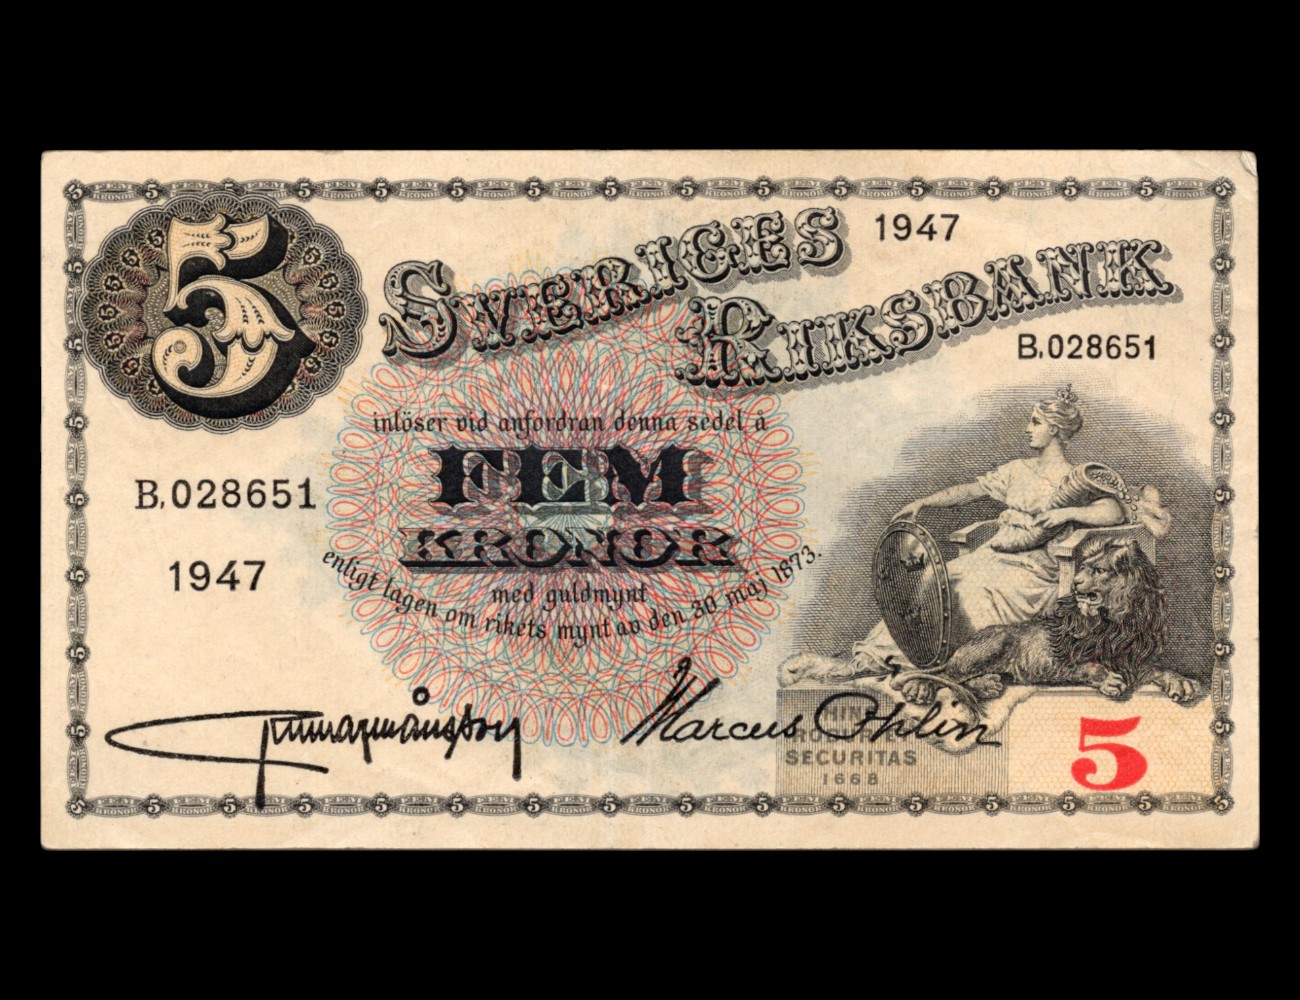 5
SVERIGES
1947
RIKSBANK
B.028651
inlöser vid anfordran denna sedel å
FEM
B.028651
KRONOR
1947
med guldmynt
enligt lagen om rikets mynt av den 30 maj 1873.
Marcus
SECURITAS
1668
5